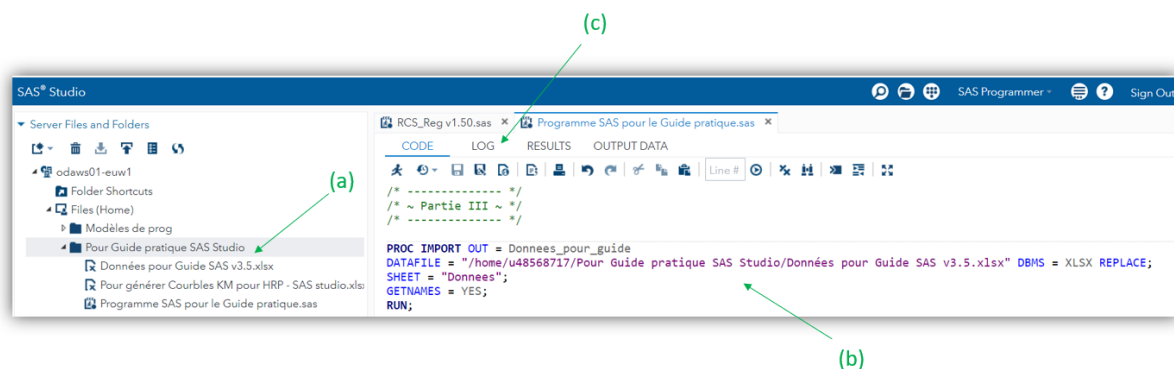 (c)
SAS® Studio
SAS Programmer
Sign Out
Server Files and Folders
odaws01-euw1
Folder Shortcuts
Files (Home)
Modèles de prog
Pour Guide pratique SAS Studio
Données pour Guide SAS v3.5.xlsx
Pour générer Courbles KM pour HRP - SAS studio.xls
Programme SAS pour le Guide pratique.sas
(a)
RCS_Reg v1.50.sas × Programme SAS pour le Guide pratique.sas ×
CODE LOG RESULTS OUTPUT DATA
Line #
/* -------------- */
/* ~ Partie III ~ */
/* -------------- */
PROC IMPORT OUT = Donnees_pour_guide
DATAFILE = "/home/u48568717/Pour Guide pratique SAS Studio/Données pour Guide SAS v3.5.xlsx" DBMS = XLSX REPLACE;
SHEET = "Donnees";
GETNAMES = YES;
RUN;
(b)